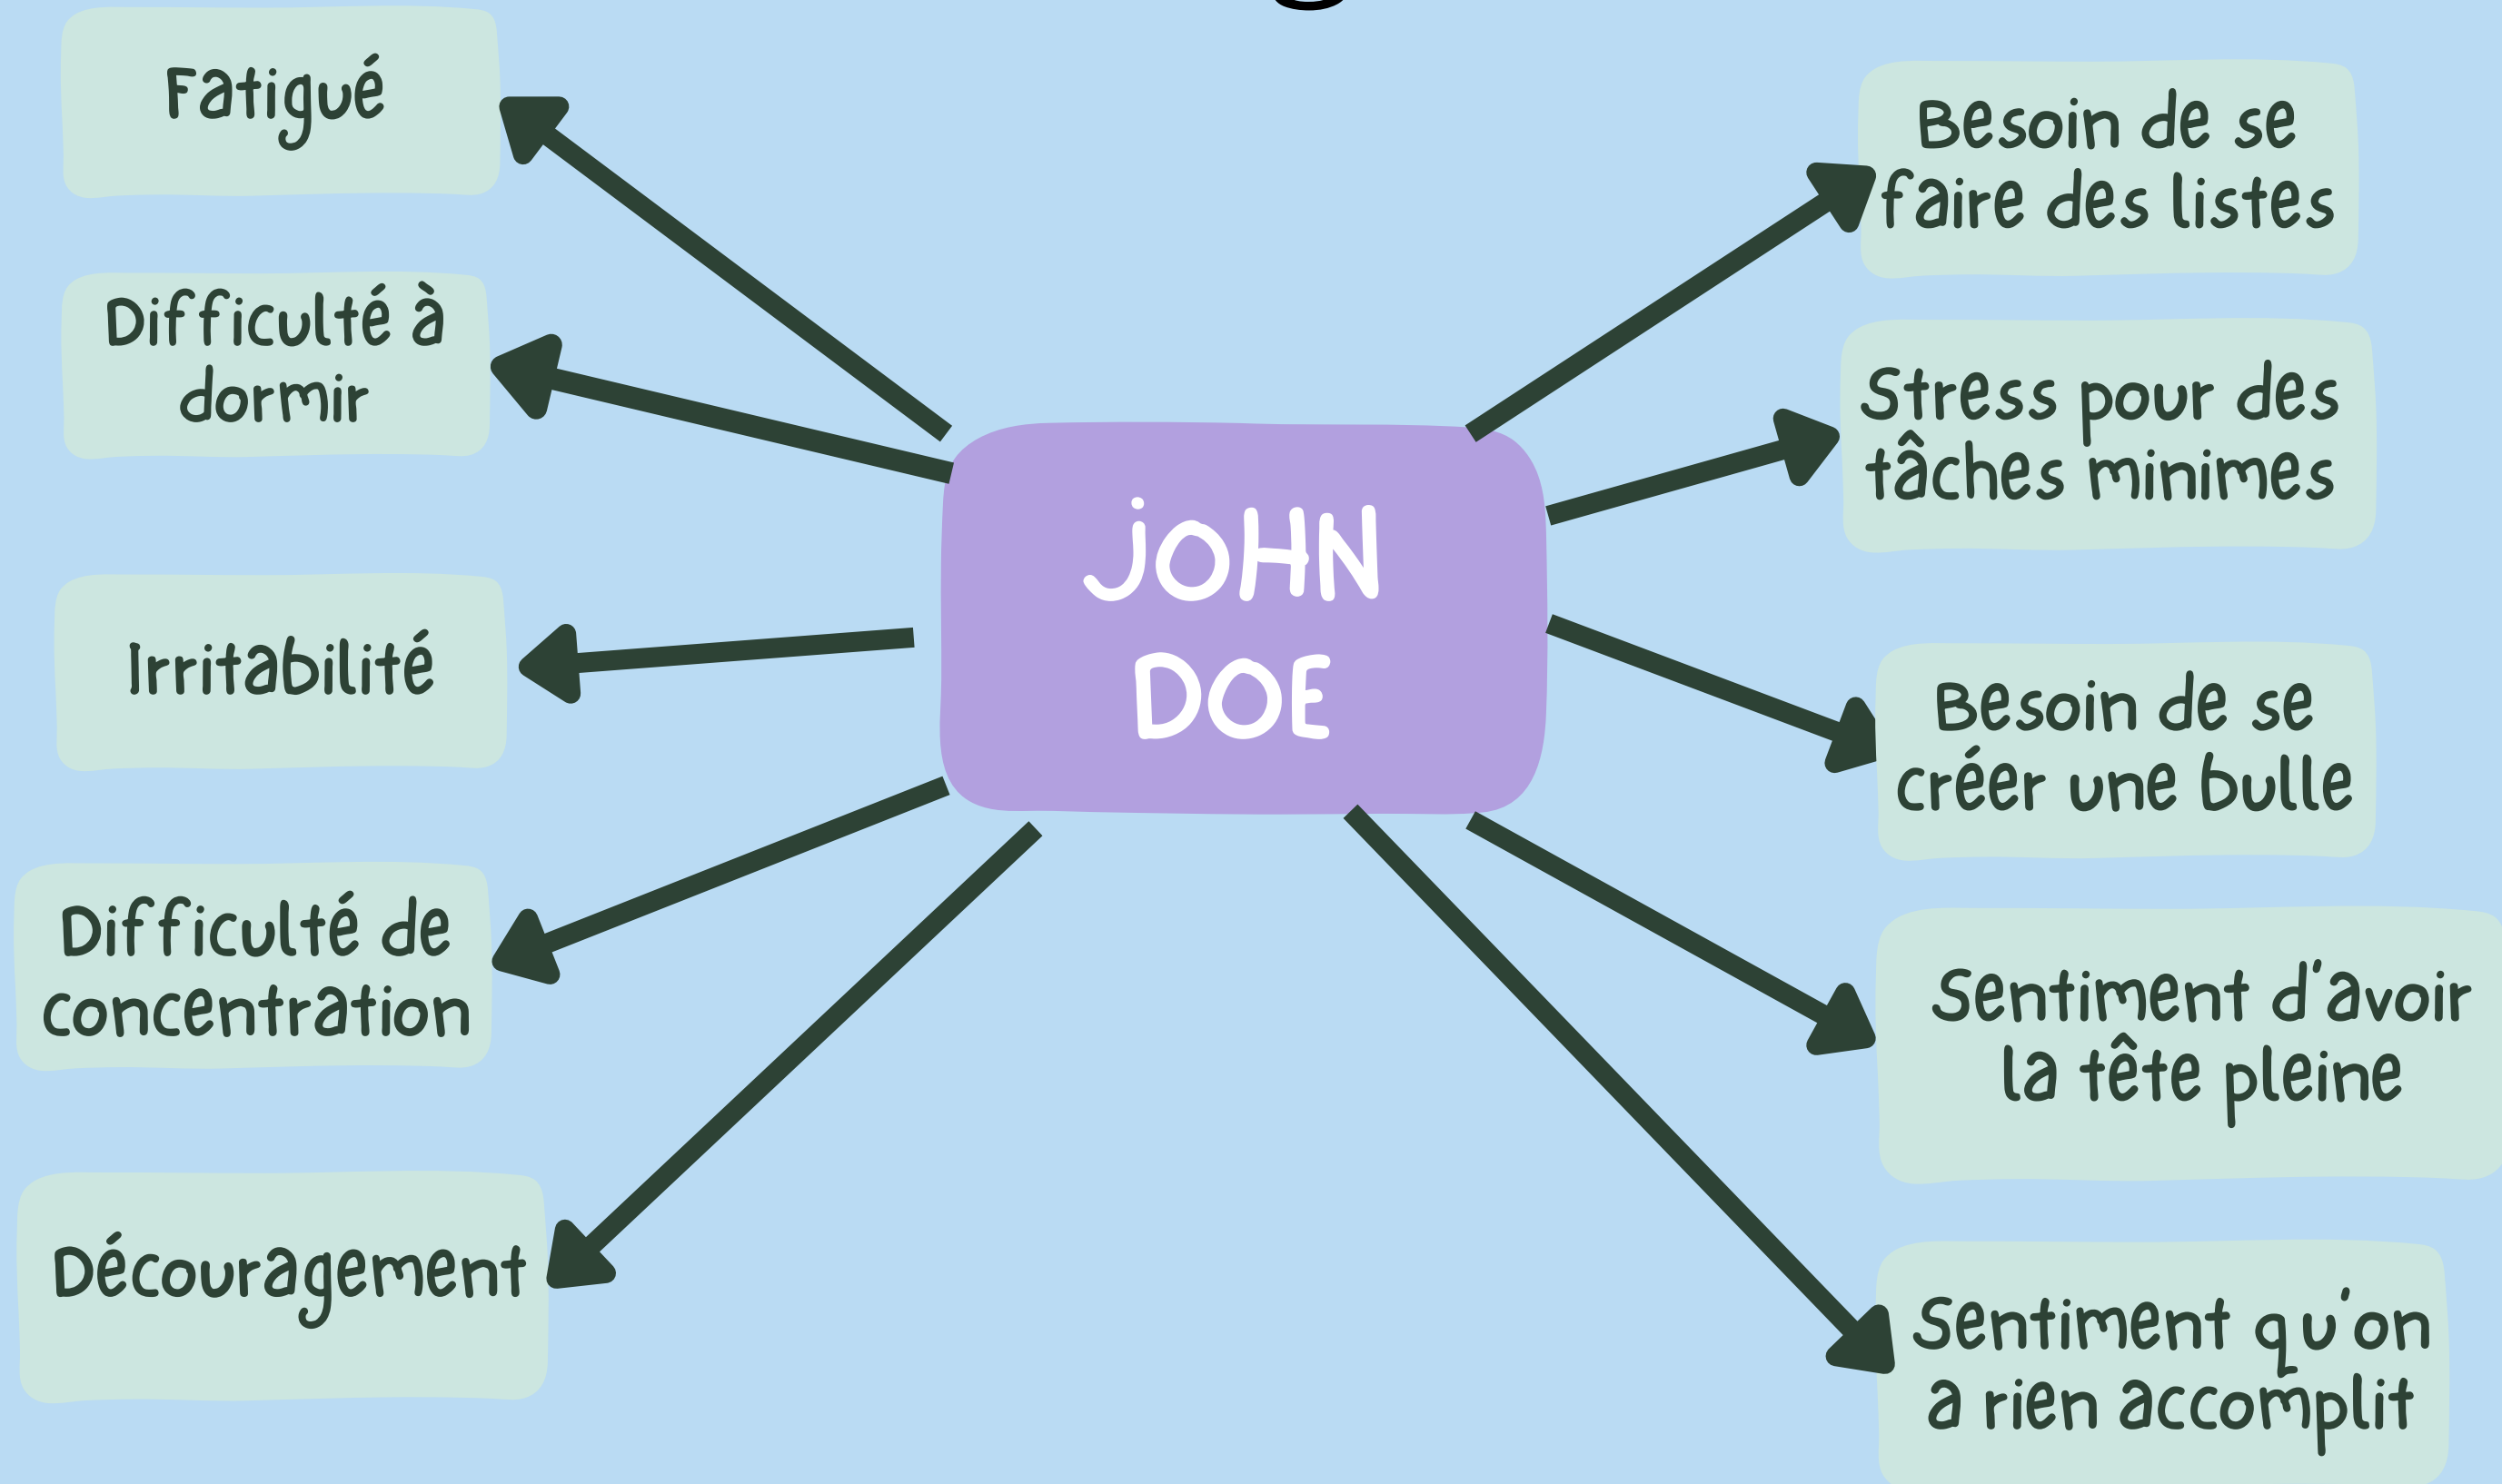 Fatigué
Difficulté à
dormir
Irritabilité
Difficulté de
concentration
Découragement
JOHN
DOE
Besoin de se
faire des listes
Stress pour des
tâches minimes
Besoin de se
créer une bulle
Sentiment d'avoir
la tête pleine
Sentiment qu'on
a rien accomplit